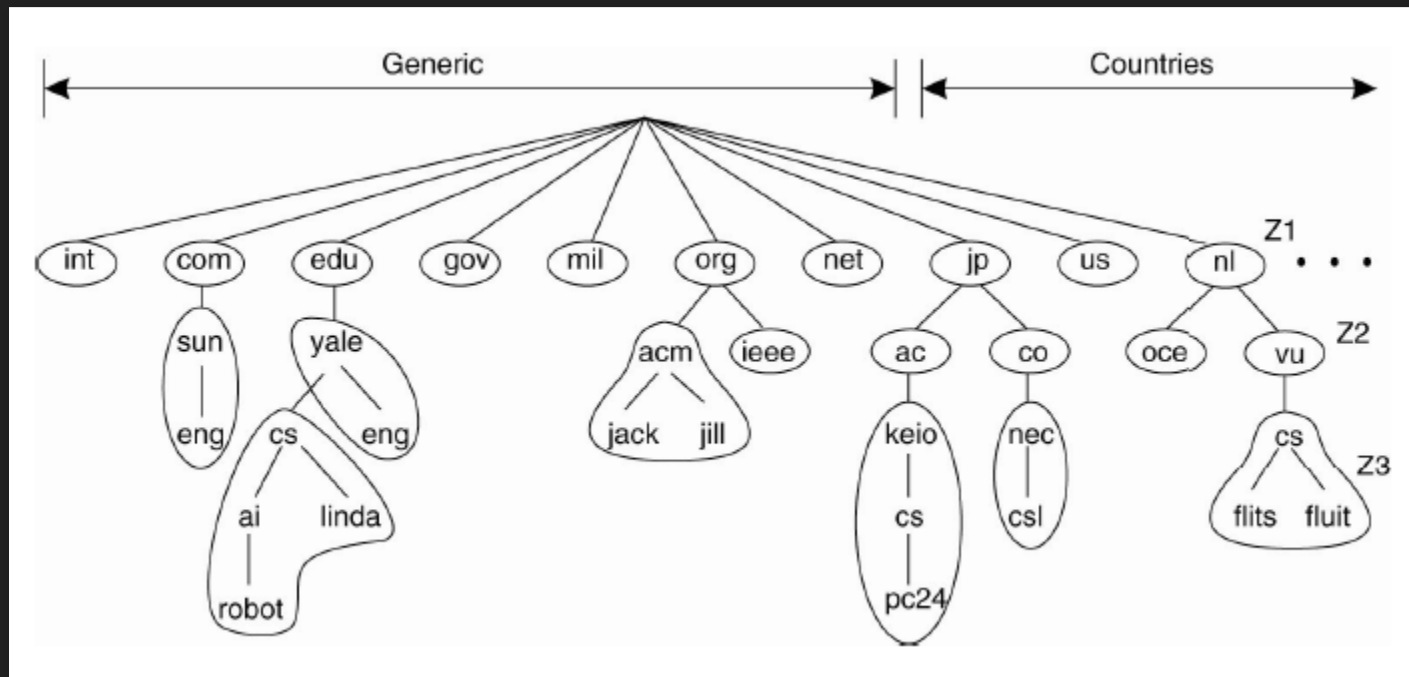 Generic Countries
int com edu gov mil org net jp us nl Z1
sun yale acm ieee ac co oce vu Z2
eng cs eng jack jill keio nec cs Z3
ai linda cs csl flits fluit
robot pc24